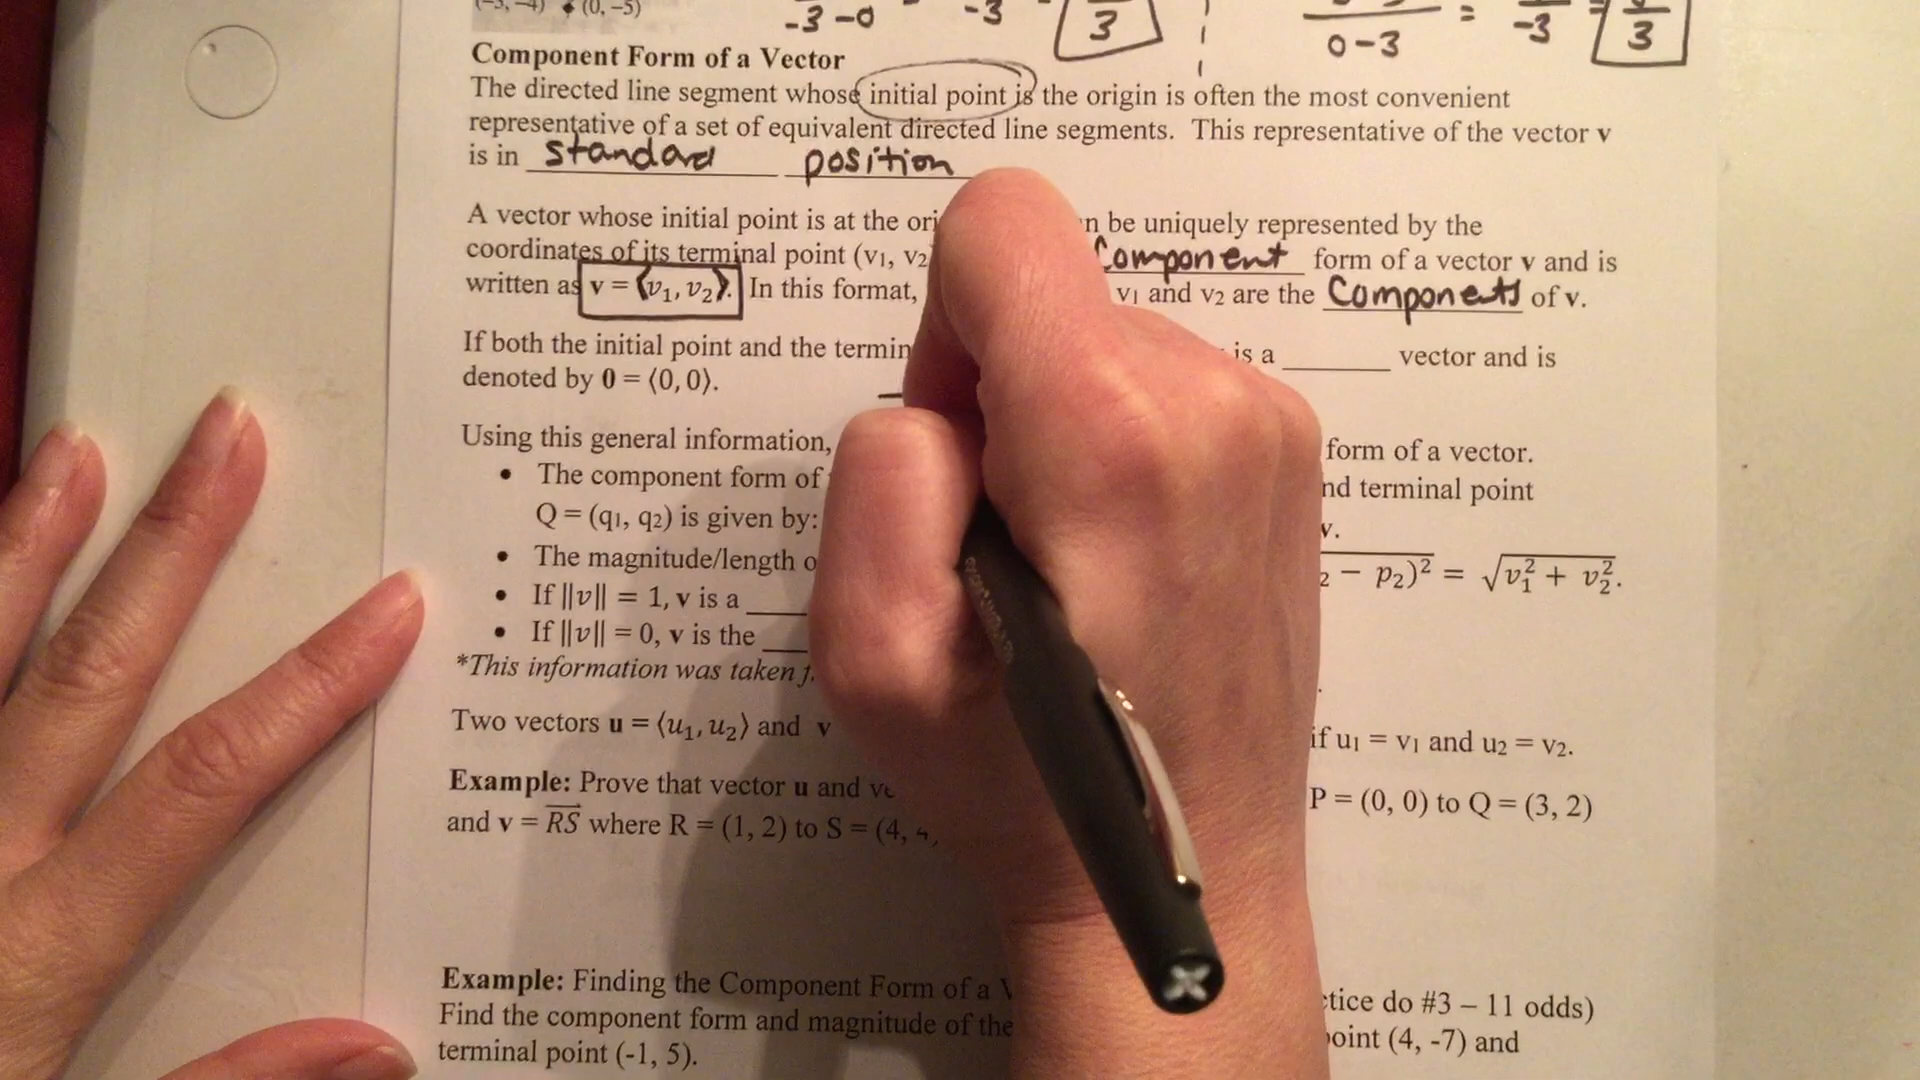 (-3, -4) (0, -5)
-3 - 0 -3 3 0 - 3 = -3 = 3
Component Form of a Vector
The directed line segment whose initial point is the origin is often the most convenient
representative of a set of equivalent directed line segments. This representative of the vector v
is in standard position
A vector whose initial point is at the n be uniquely represented by the
coordinates of its terminal point (v1, v2 Component form of a vector v and is
written as v = ⟨v₁, v₂⟩. In this format, v1 and v2 are the Components of v.
If both the initial point and the is a ______ vector and is
denoted by 0 = ⟨0, 0⟩.
Using this general information, form of a vector.
• The component form of nd terminal point
Q = (q1, q2) is given by: v.
• The magnitude/length 2 − p₂)² = √v₁² + v₂².
• If ||v|| = 1, v is a ____
• If ||v|| = 0, v is the ____
*This information was taken
Two vectors u = ⟨u₁, u₂⟩ and v if u1 = v1 and u2 = v2.
Example: Prove that vector u and P = (0, 0) to Q = (3, 2)
and v = RS where R = (1, 2) to S = (4, 4,
Example: Finding the Component Form of a ctice do #3 – 11 odds)
Find the component form and magnitude of the oint (4, -7) and
terminal point (-1, 5).